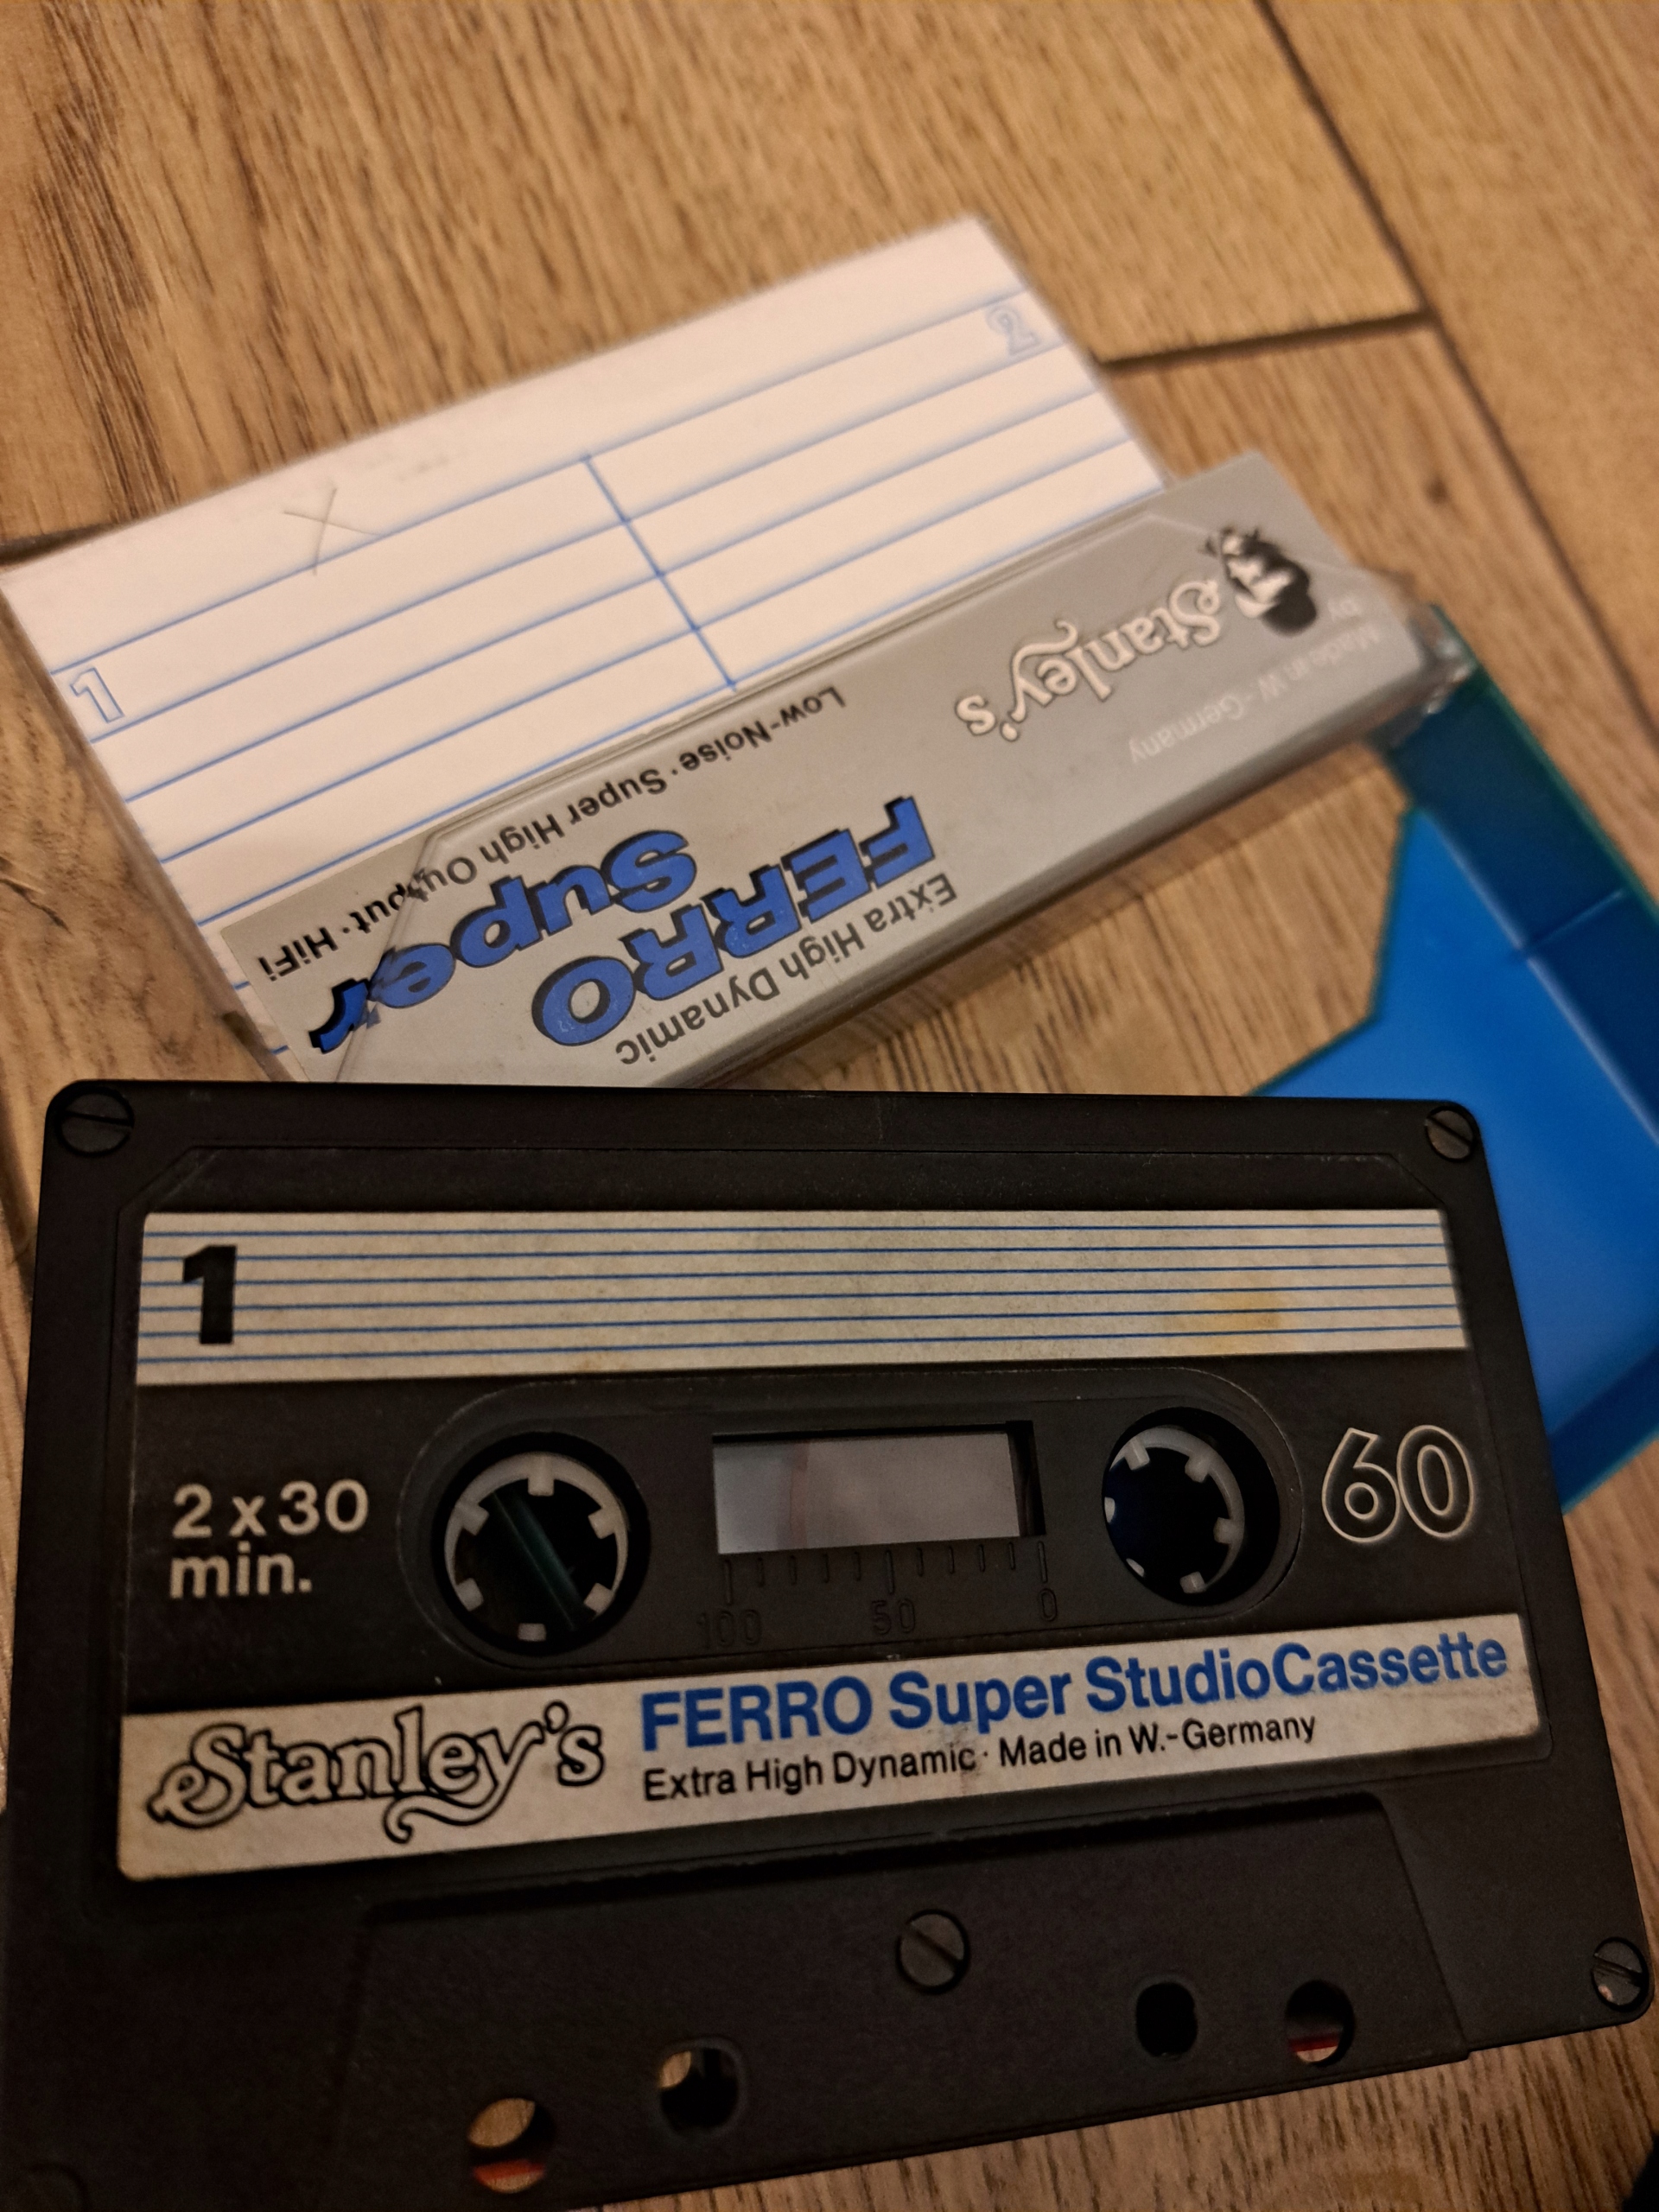 2
1
Stanley's
by
Made in W.-Germany
Low-Noise · Super High Output · HiFi
FERRO
Super
Extra High Dynamic
X
1
2 x 30
min.
60
100 50 0
Stanley's
FERRO Super StudioCassette
Extra High Dynamic · Made in W.-Germany